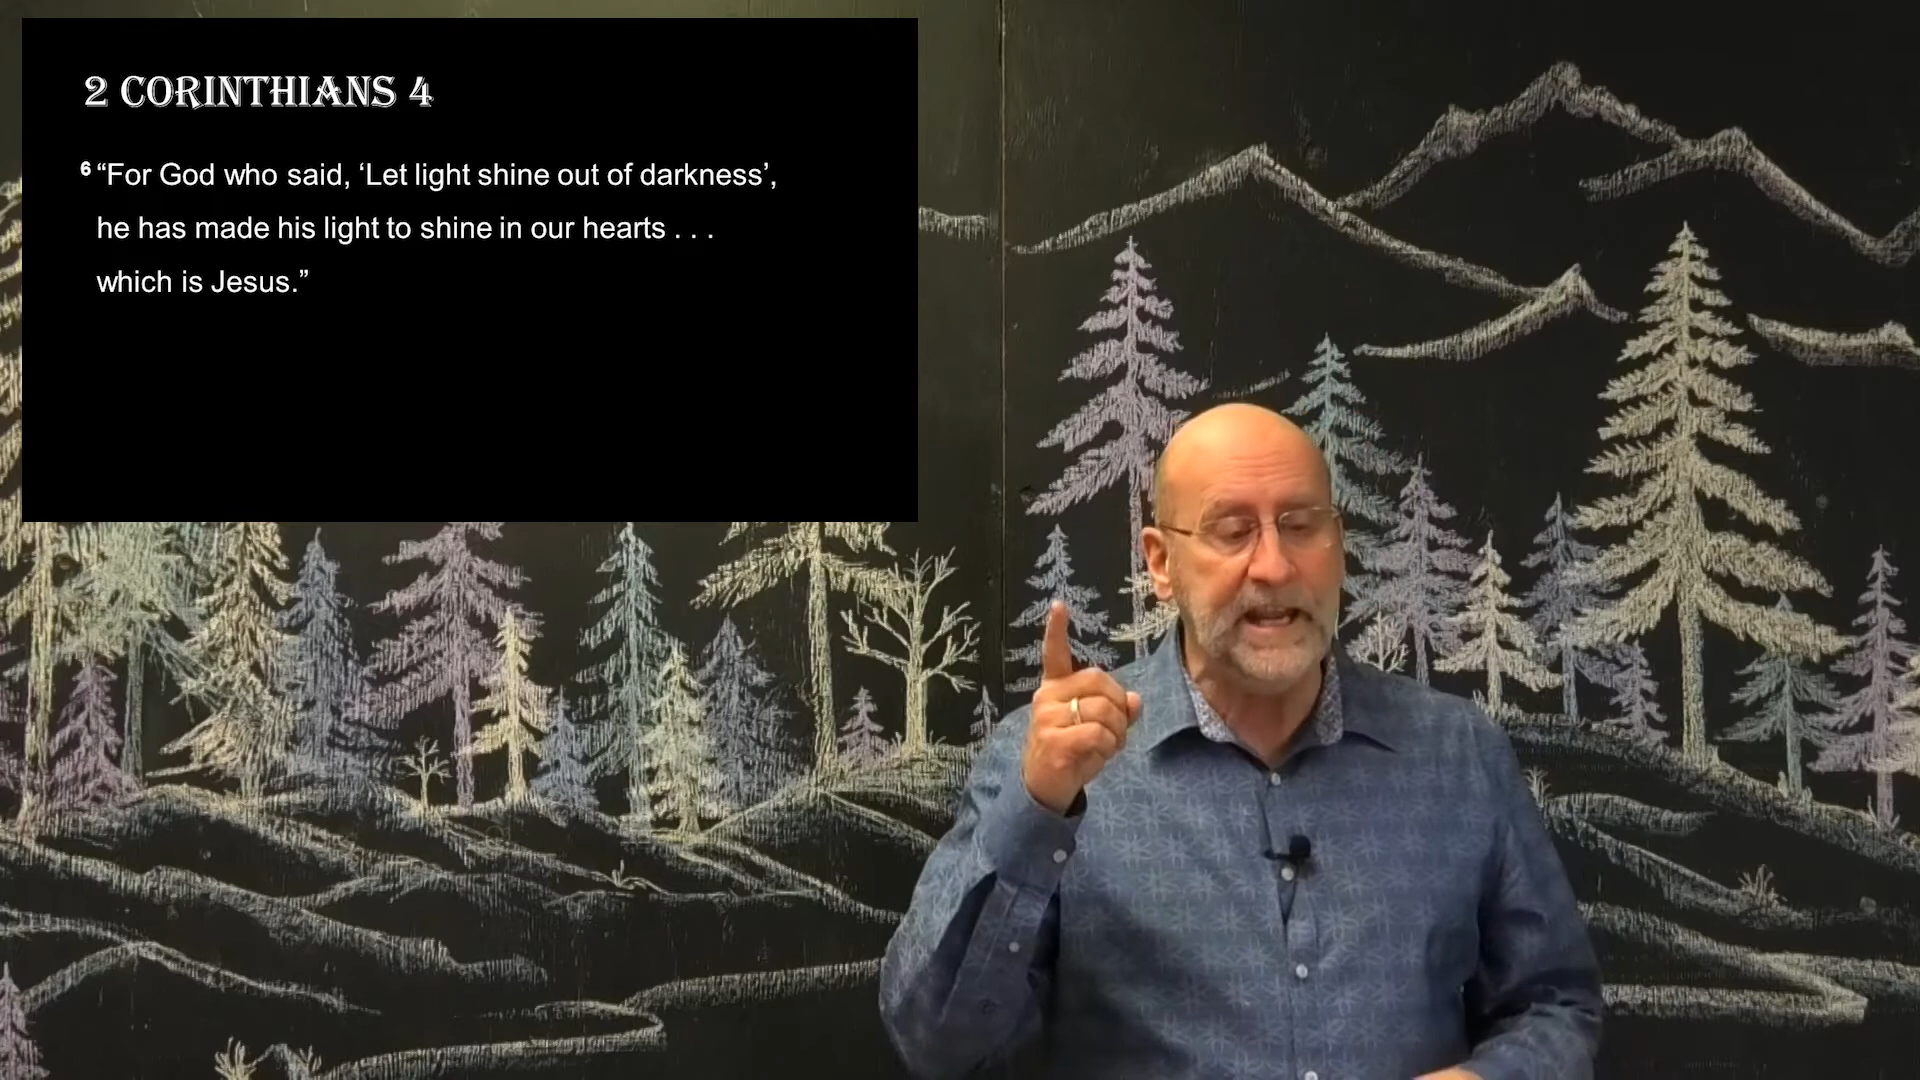 2 CORINTHIANS 4
6 “For God who said, ‘Let light shine out of darkness’,
he has made his light to shine in our hearts . . .
which is Jesus.”